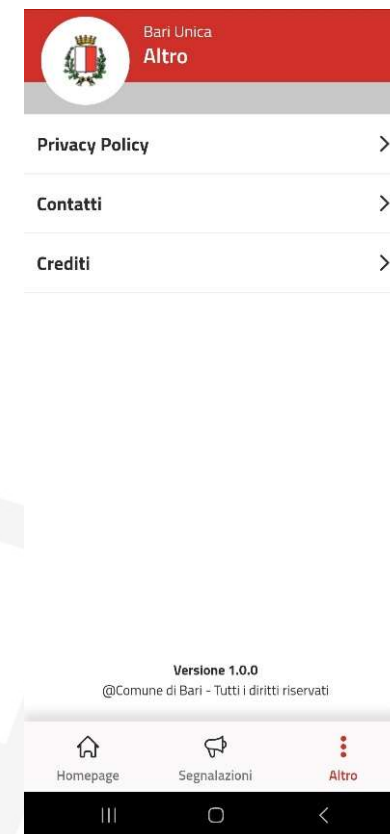 Bari Unica
Altro
Privacy Policy
Contatti
Crediti
Versione 1.0.0
@Comune di Bari - Tutti i diritti riservati
Homepage
Segnalazioni
Altro